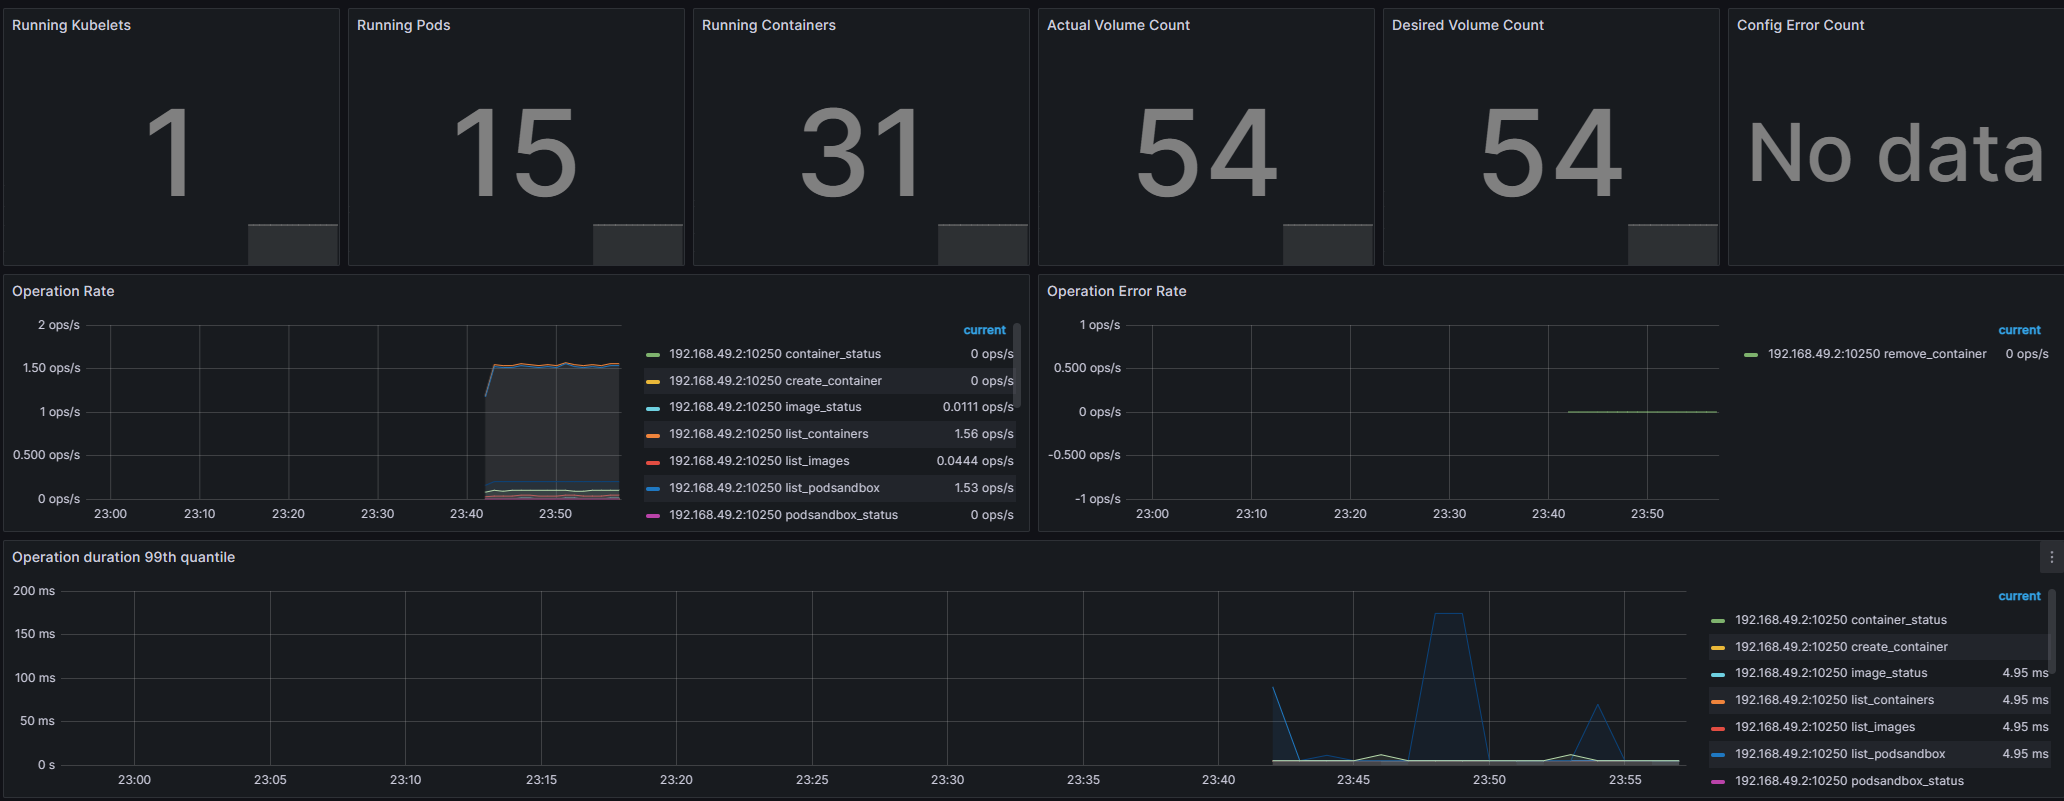 Running Kubelets
1
Running Pods
15
Running Containers
31
Actual Volume Count
54
Desired Volume Count
54
Config Error Count
No data
Operation Rate
2 ops/s
1.50 ops/s
1 ops/s
0.500 ops/s
0 ops/s
23:00 23:10 23:20 23:30 23:40 23:50
current
192.168.49.2:10250 container_status 0 ops/s
192.168.49.2:10250 create_container 0 ops/s
192.168.49.2:10250 image_status 0.0111 ops/s
192.168.49.2:10250 list_containers 1.56 ops/s
192.168.49.2:10250 list_images 0.0444 ops/s
192.168.49.2:10250 list_podsandbox 1.53 ops/s
192.168.49.2:10250 podsandbox_status 0 ops/s
Operation Error Rate
1 ops/s
0.500 ops/s
0 ops/s
-0.500 ops/s
-1 ops/s
23:00 23:10 23:20 23:30 23:40 23:50
current
192.168.49.2:10250 remove_container 0 ops/s
Operation duration 99th quantile
200 ms
150 ms
100 ms
50 ms
0 s
23:00 23:05 23:10 23:15 23:20 23:25 23:30 23:35 23:40 23:45 23:50 23:55
current
192.168.49.2:10250 container_status
192.168.49.2:10250 create_container
192.168.49.2:10250 image_status 4.95 ms
192.168.49.2:10250 list_containers 4.95 ms
192.168.49.2:10250 list_images 4.95 ms
192.168.49.2:10250 list_podsandbox 4.95 ms
192.168.49.2:10250 podsandbox_status